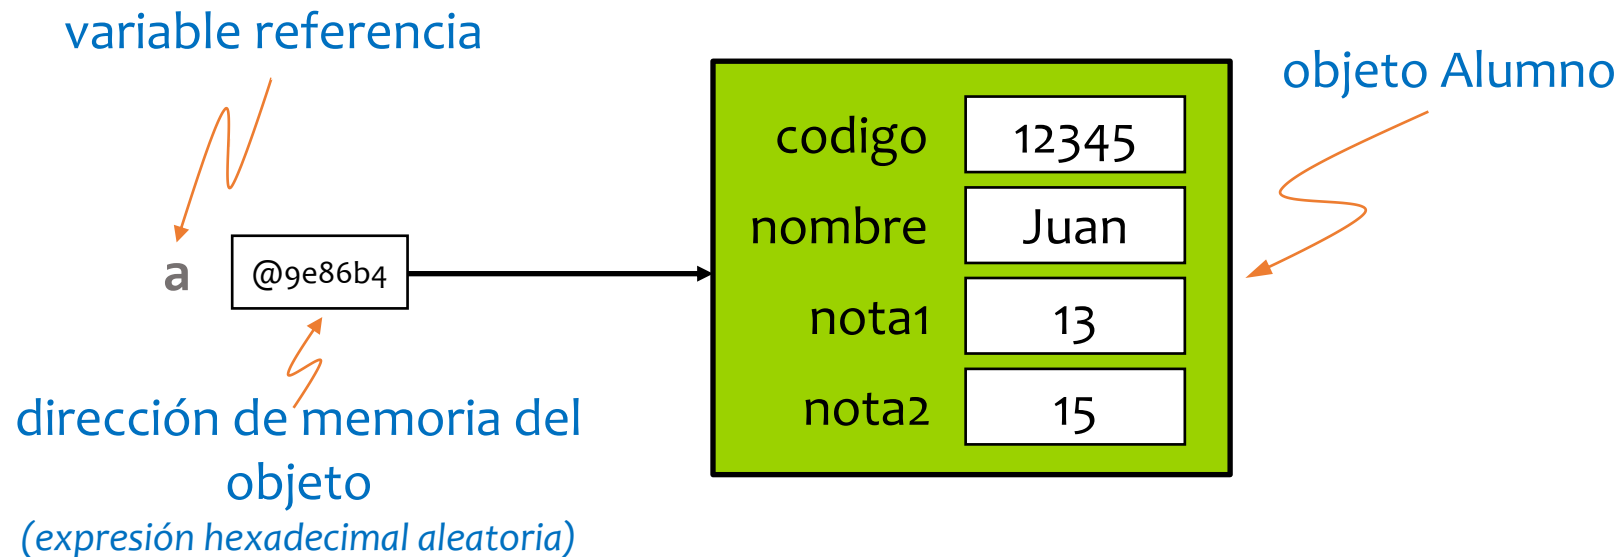 variable referencia
objeto Alumno
codigo 12345
nombre Juan
a @9e86b4
nota1 13
nota2 15
dirección de memoria del
objeto
(expresión hexadecimal aleatoria)